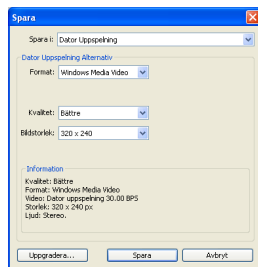 Spara
Spara i: Dator Uppspelning
Dator Uppspelning Alternativ
Format: Windows Media Video
Kvalitet: Bättre
Bildstorlek: 320 x 240
Information
Kvalitet: Bättre
Format: Windows Media Video
Video: Dator uppspelning 30.00 BPS
Storlek: 320 x 240 px
Ljud: Stereo.
Uppgradera... Spara Avbryt